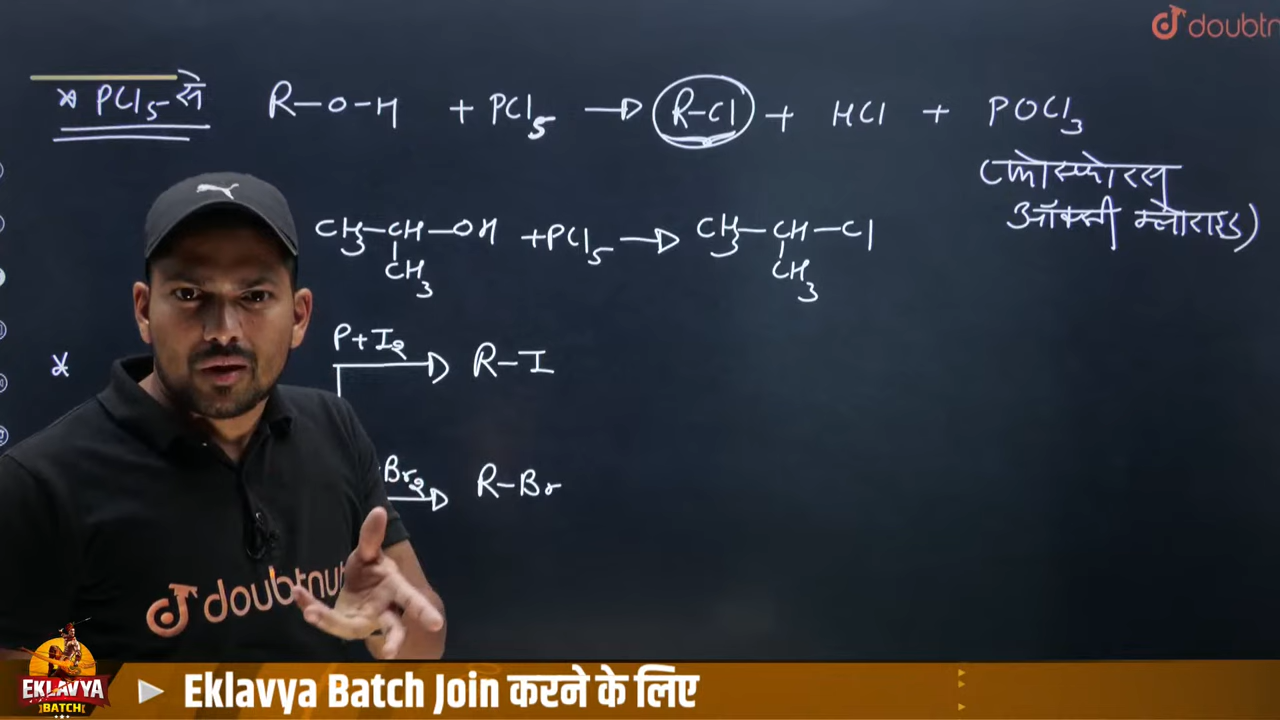 doubtn
* PCl5 से R-O-H + PCl5 → R-Cl + HCl + POCl3
(फोस्फोरस
ऑक्सी क्लोराइड)
CH3-CH-OH +PCl5 → CH3-CH-Cl
CH3 CH3
P+I2
* R-I
Br2
R-Br
doubtnut
EKLAVYA
BATCH
Eklavya Batch Join करने के लिए